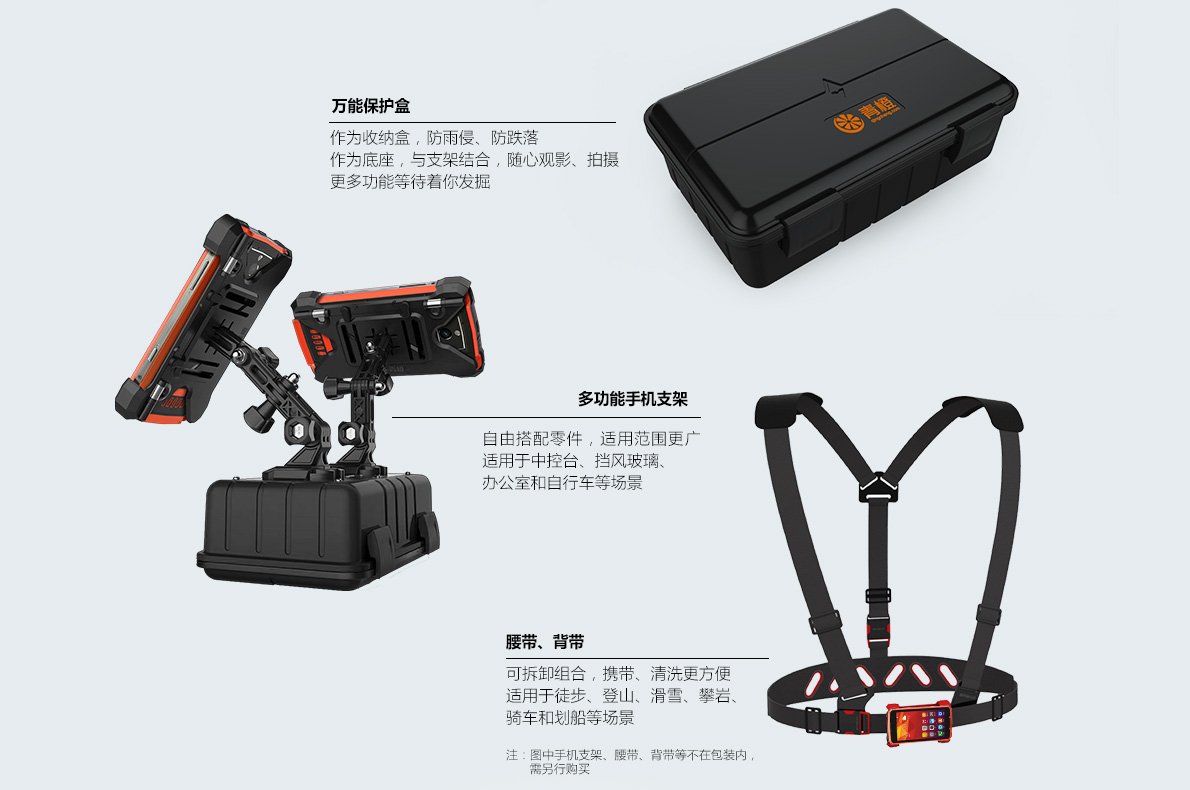 万能保护盒
作为收纳盒，防雨侵、防跌落
作为底座，与支架结合，随心观影、拍摄
更多功能等待着你发掘
青橙
qingcheng.com
多功能手机支架
自由搭配零件，适用范围更广
适用于中控台、挡风玻璃、
办公室和自行车等场景
腰带、背带
可拆卸组合，携带、清洗更方便
适用于徒步、登山、滑雪、攀岩、
骑车和划船等场景
注：图中手机支架、腰带、背带等不在包装内，
需另行购买